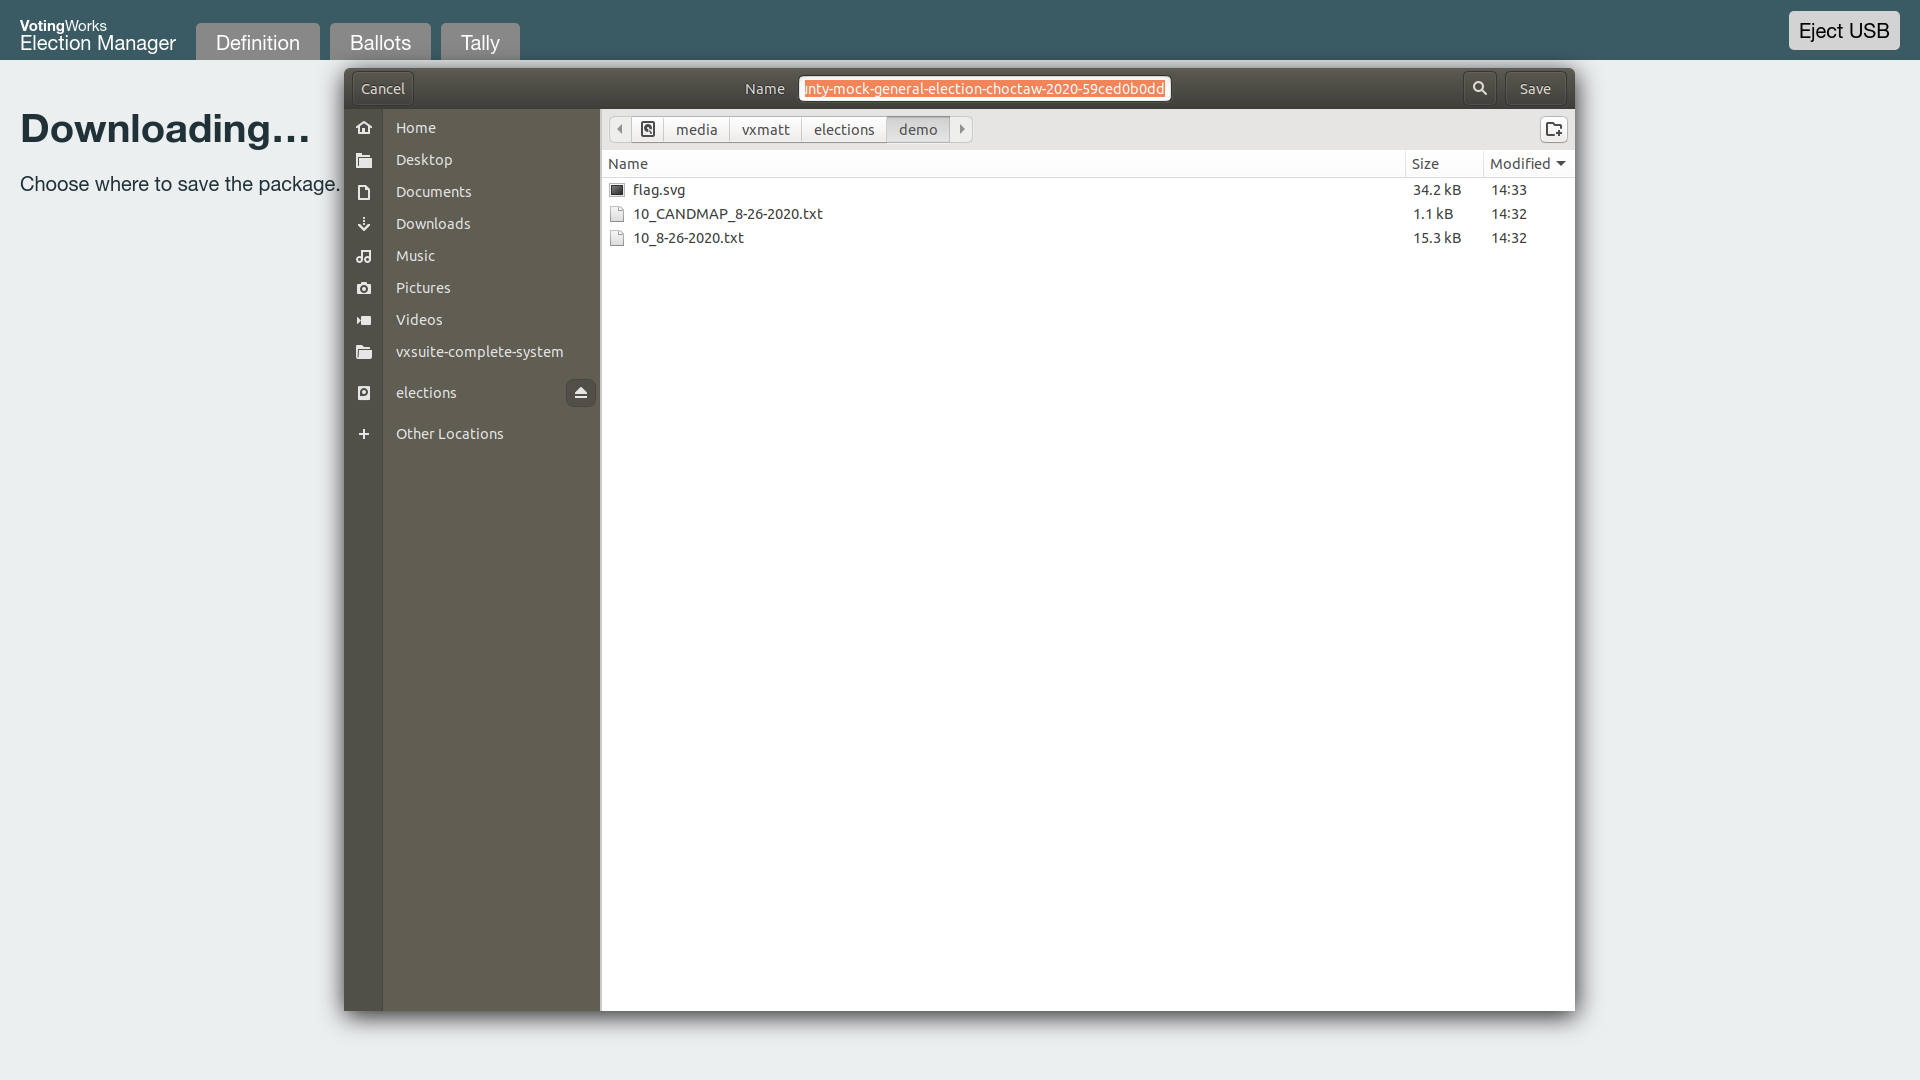 VotingWorks
Election Manager
Definition
Ballots
Tally
Eject USB
Downloading…
Choose where to save the package.
Cancel
Name
nty-mock-general-election-choctaw-2020-59ced0b0dd
Save
Home
Desktop
Documents
Downloads
Music
Pictures
Videos
vxsuite-complete-system
elections
Other Locations
media
vxmatt
elections
demo
Name Size Modified
flag.svg 34.2 kB 14:33
10_CANDMAP_8-26-2020.txt 1.1 kB 14:32
10_8-26-2020.txt 15.3 kB 14:32